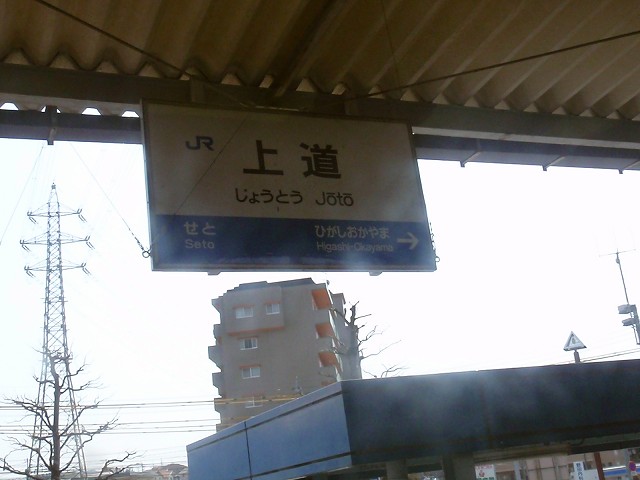 JR
上道
じょうとう Jōtō
せと ひがしおかやま
Seto Higashi-Okayama →